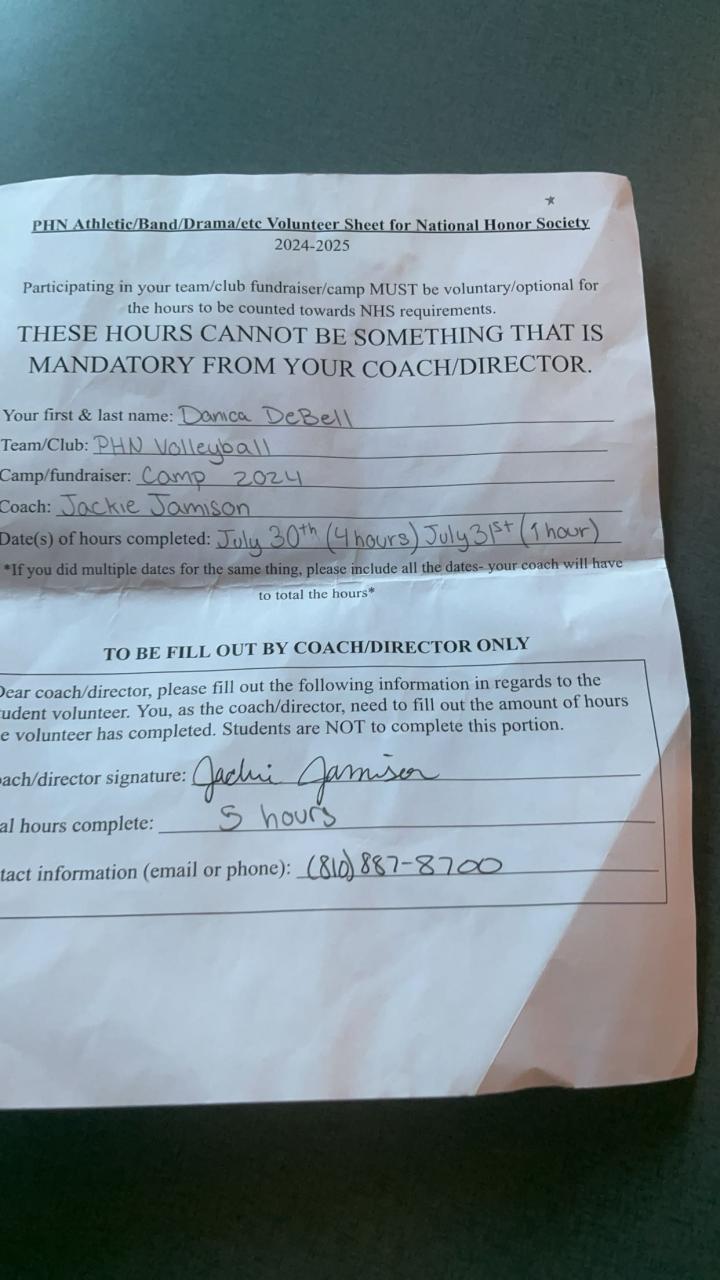 PHN Athletic/Band/Drama/etc Volunteer Sheet for National Honor Society
2024-2025
Participating in your team/club fundraiser/camp MUST be voluntary/optional for
the hours to be counted towards NHS requirements.
THESE HOURS CANNOT BE SOMETHING THAT IS
MANDATORY FROM YOUR COACH/DIRECTOR.
Your first & last name: Danica DeBell
Team/Club: PHN Volleyball
Camp/fundraiser: Camp 2024
Coach: Jackie Jamison
Date(s) of hours completed: July 30th (4 hours) July 31st (1 hour)
*If you did multiple dates for the same thing, please include all the dates- your coach will have
to total the hours*
TO BE FILL OUT BY COACH/DIRECTOR ONLY
Dear coach/director, please fill out the following information in regards to the
udent volunteer. You, as the coach/director, need to fill out the amount of hours
e volunteer has completed. Students are NOT to complete this portion.
ach/director signature: Jackie Jamison
al hours complete: 5 hours
tact information (email or phone): (810) 887-8700